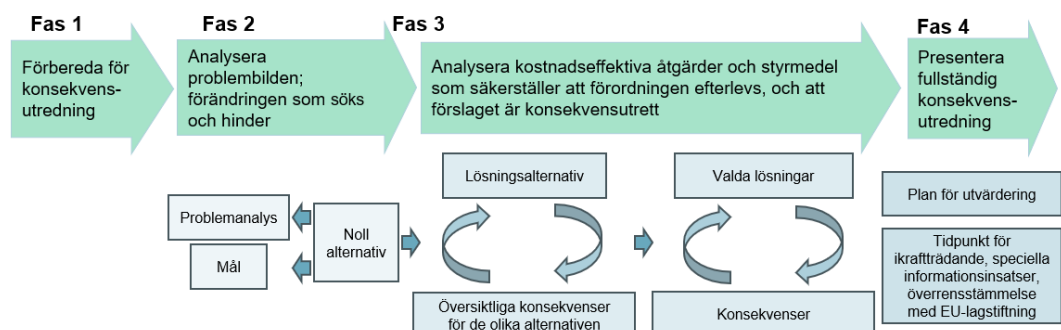 Fas 1
Fas 2
Fas 3
Fas 4
Förbereda för
konsekvens-
utredning
Analysera
problembilden;
förändringen som söks
och hinder
Analysera kostnadseffektiva åtgärder och styrmedel
som säkerställer att förordningen efterlevs, och att
förslaget är konsekvensutrett
Presentera
fullständig
konsekvens-
utredning
Problemanalys
Mål
Noll
alternativ
Lösningsalternativ
Översiktliga konsekvenser
för de olika alternativen
Valda lösningar
Konsekvenser
Plan för utvärdering
Tidpunkt för
ikraftträdande, speciella
informationsinsatser,
överrensstämmelse
med EU-lagstiftning